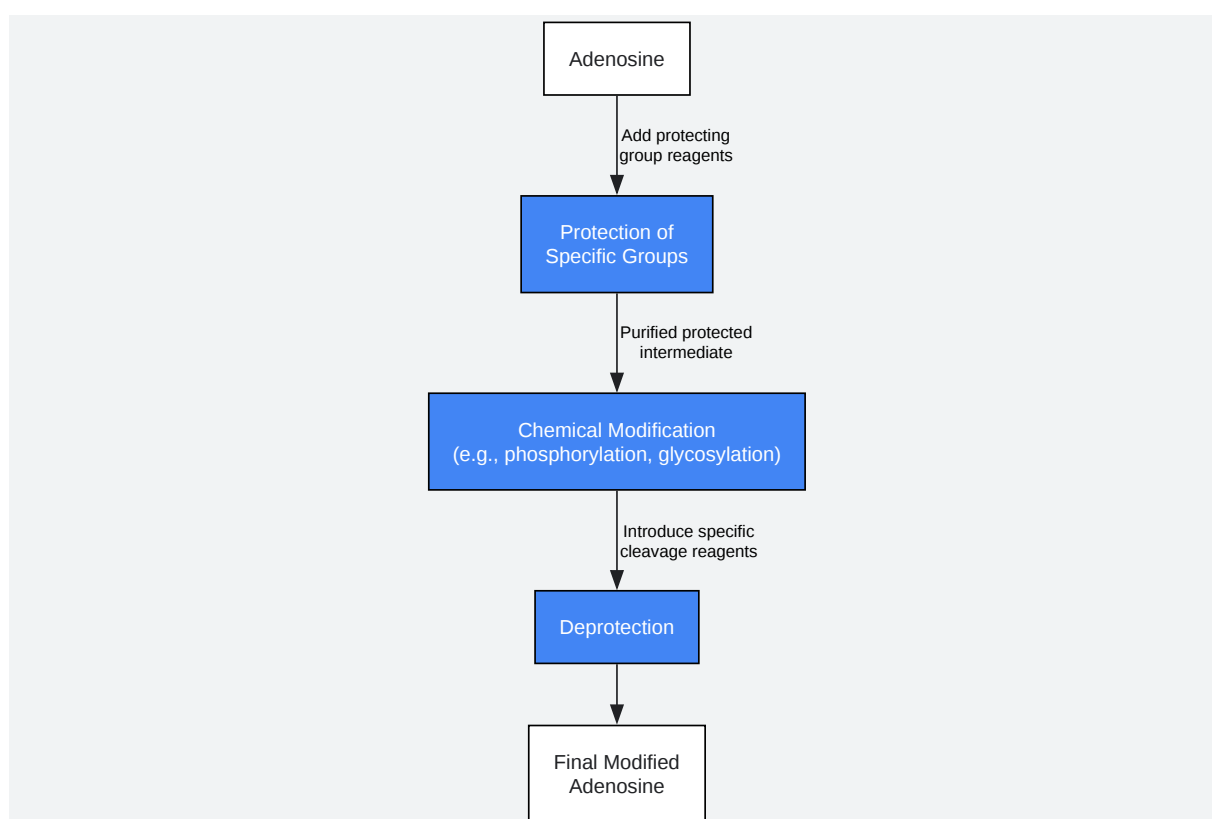 Adenosine
Add protecting
group reagents
Protection of
Specific Groups
Purified protected
intermediate
Chemical Modification
(e.g., phosphorylation, glycosylation)
Introduce specific
cleavage reagents
Deprotection
Final Modified
Adenosine